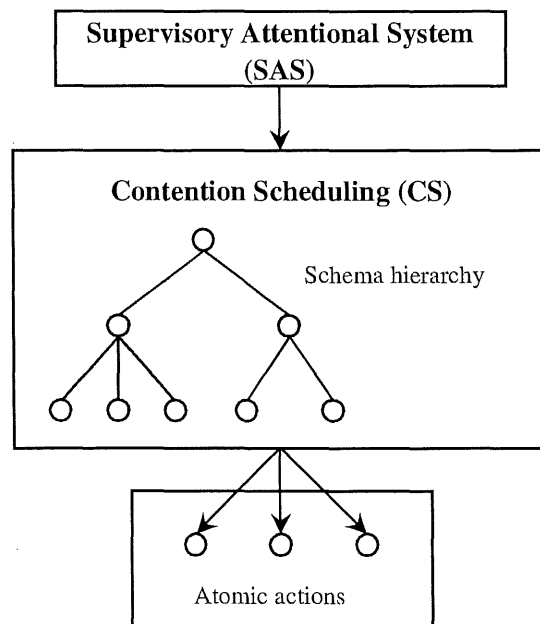 Supervisory Attentional System
(SAS)
Contention Scheduling (CS)
Schema hierarchy
Atomic actions